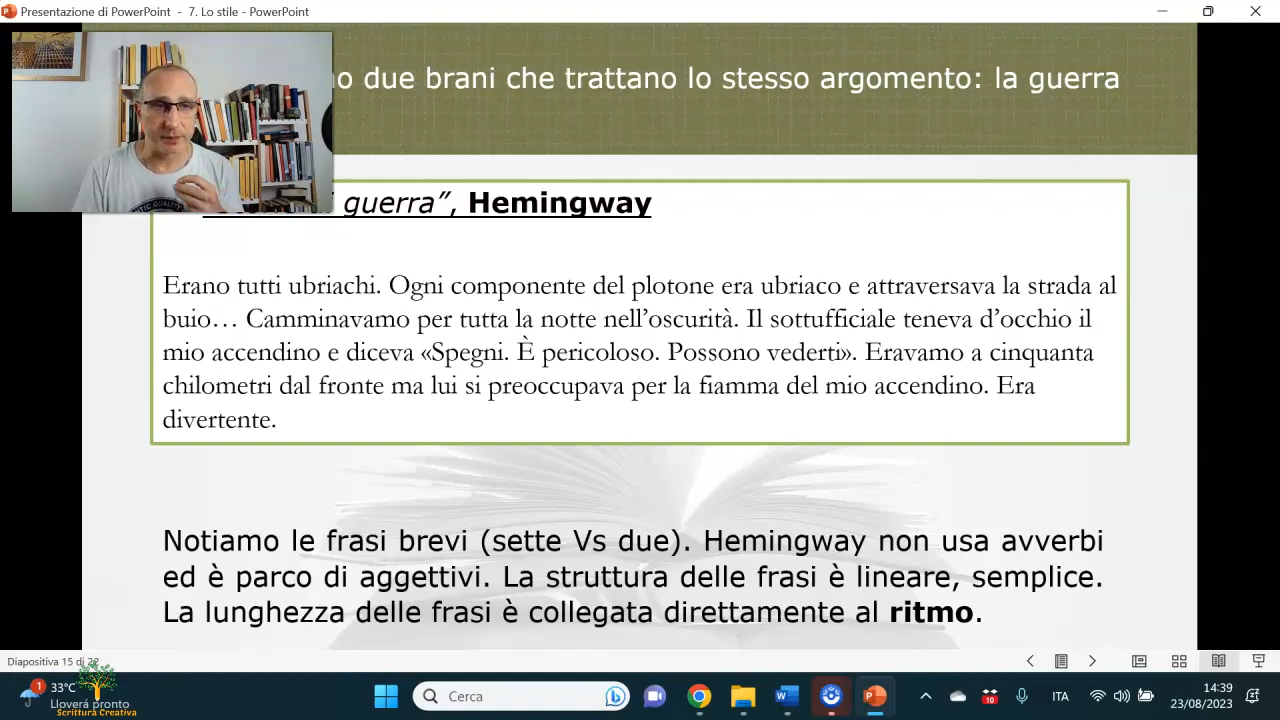 Presentazione di PowerPoint - 7. Lo stile - PowerPoint
due brani che trattano lo stesso argomento: la guerra
guerra”, Hemingway
Erano tutti ubriachi. Ogni componente del plotone era ubriaco e attraversava la strada al
buio… Camminavamo per tutta la notte nell’oscurità. Il sottufficiale teneva d’occhio il
mio accendino e diceva «Spegni. È pericoloso. Possono vederti». Eravamo a cinquanta
chilometri dal fronte ma lui si preoccupava per la fiamma del mio accendino. Era
divertente.
Notiamo le frasi brevi (sette Vs due). Hemingway non usa avverbi
ed è parco di aggettivi. La struttura delle frasi è lineare, semplice.
La lunghezza delle frasi è collegata direttamente al ritmo.
Diapositiva 15 di
1
33°C
Lloverà pronto
Scrittura Creativa
Cerca
10
ITA
14:39
23/08/2023